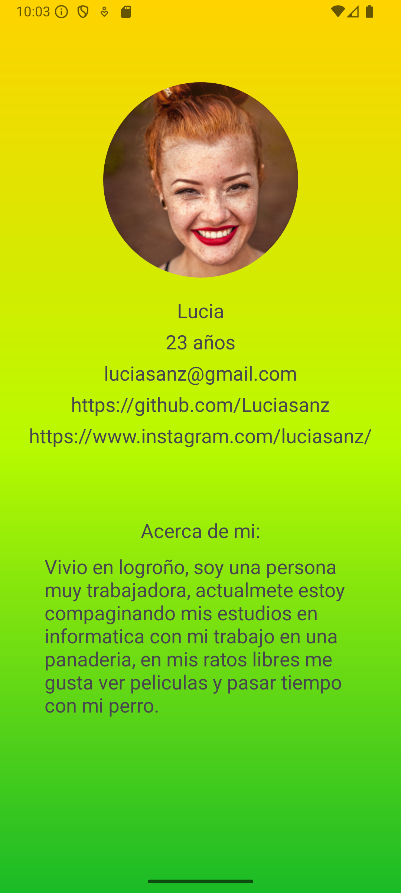 10:03
Lucia
23 años
luciasanz@gmail.com
https://github.com/Luciasanz
https://www.instagram.com/luciasanz/
Acerca de mi:
Vivio en logroño, soy una persona
muy trabajadora, actualmete estoy
compaginando mis estudios en
informatica con mi trabajo en una
panaderia, en mis ratos libres me
gusta ver peliculas y pasar tiempo
con mi perro.